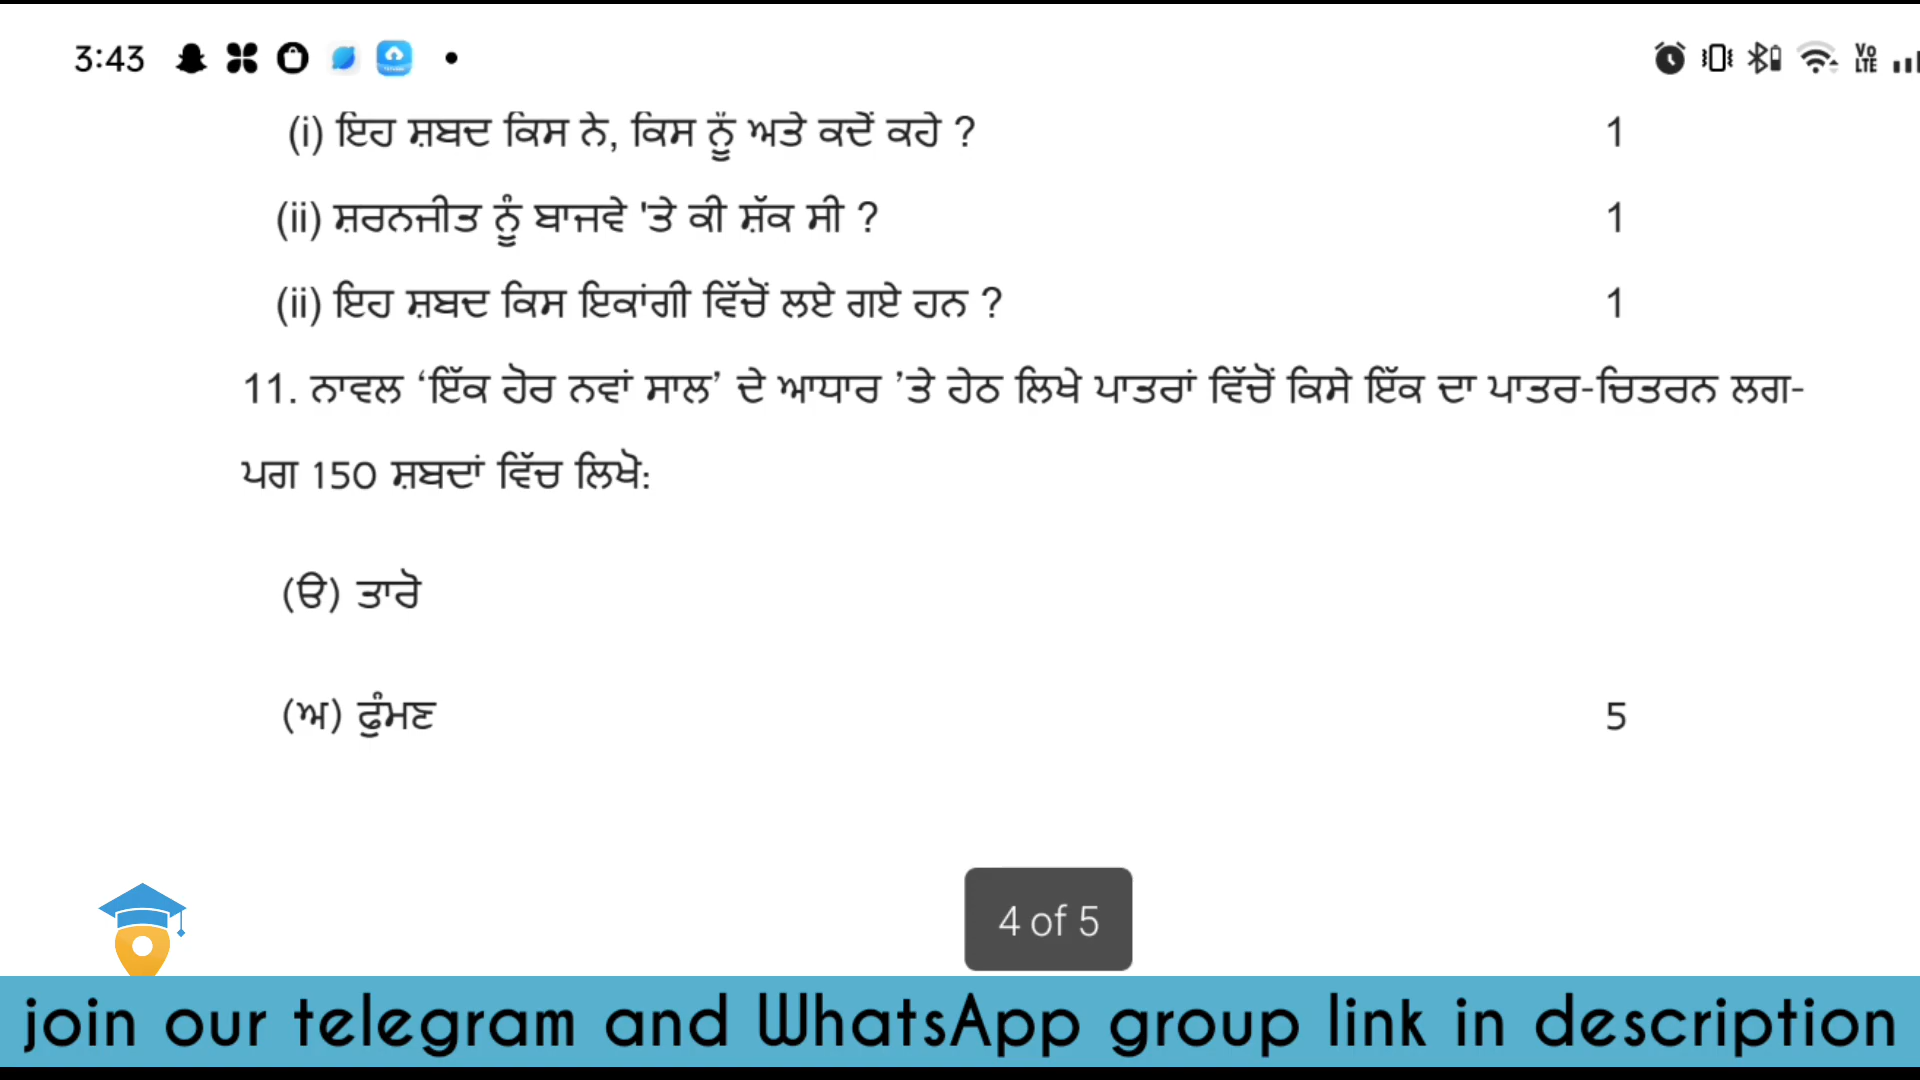 3:43
Vo LTE
(i) ਇਹ ਸ਼ਬਦ ਕਿਸ ਨੇ, ਕਿਸ ਨੂੰ ਅਤੇ ਕਦੋਂ ਕਹੇ ? 1
(ii) ਸ਼ਰਨਜੀਤ ਨੂੰ ਬਾਜਵੇ 'ਤੇ ਕੀ ਸ਼ੱਕ ਸੀ ? 1
(ii) ਇਹ ਸ਼ਬਦ ਕਿਸ ਇਕਾਂਗੀ ਵਿੱਚੋਂ ਲਏ ਗਏ ਹਨ ? 1
11. ਨਾਵਲ ‘ਇੱਕ ਹੋਰ ਨਵਾਂ ਸਾਲ’ ਦੇ ਆਧਾਰ ’ਤੇ ਹੇਠ ਲਿਖੇ ਪਾਤਰਾਂ ਵਿੱਚੋਂ ਕਿਸੇ ਇੱਕ ਦਾ ਪਾਤਰ-ਚਿਤਰਨ ਲਗ-
ਪਗ 150 ਸ਼ਬਦਾਂ ਵਿੱਚ ਲਿਖੋ:
(ੳ) ਤਾਰੋ
(ਅ) ਫੁੰਮਣ 5
4 of 5
join our telegram and WhatsApp group link in description